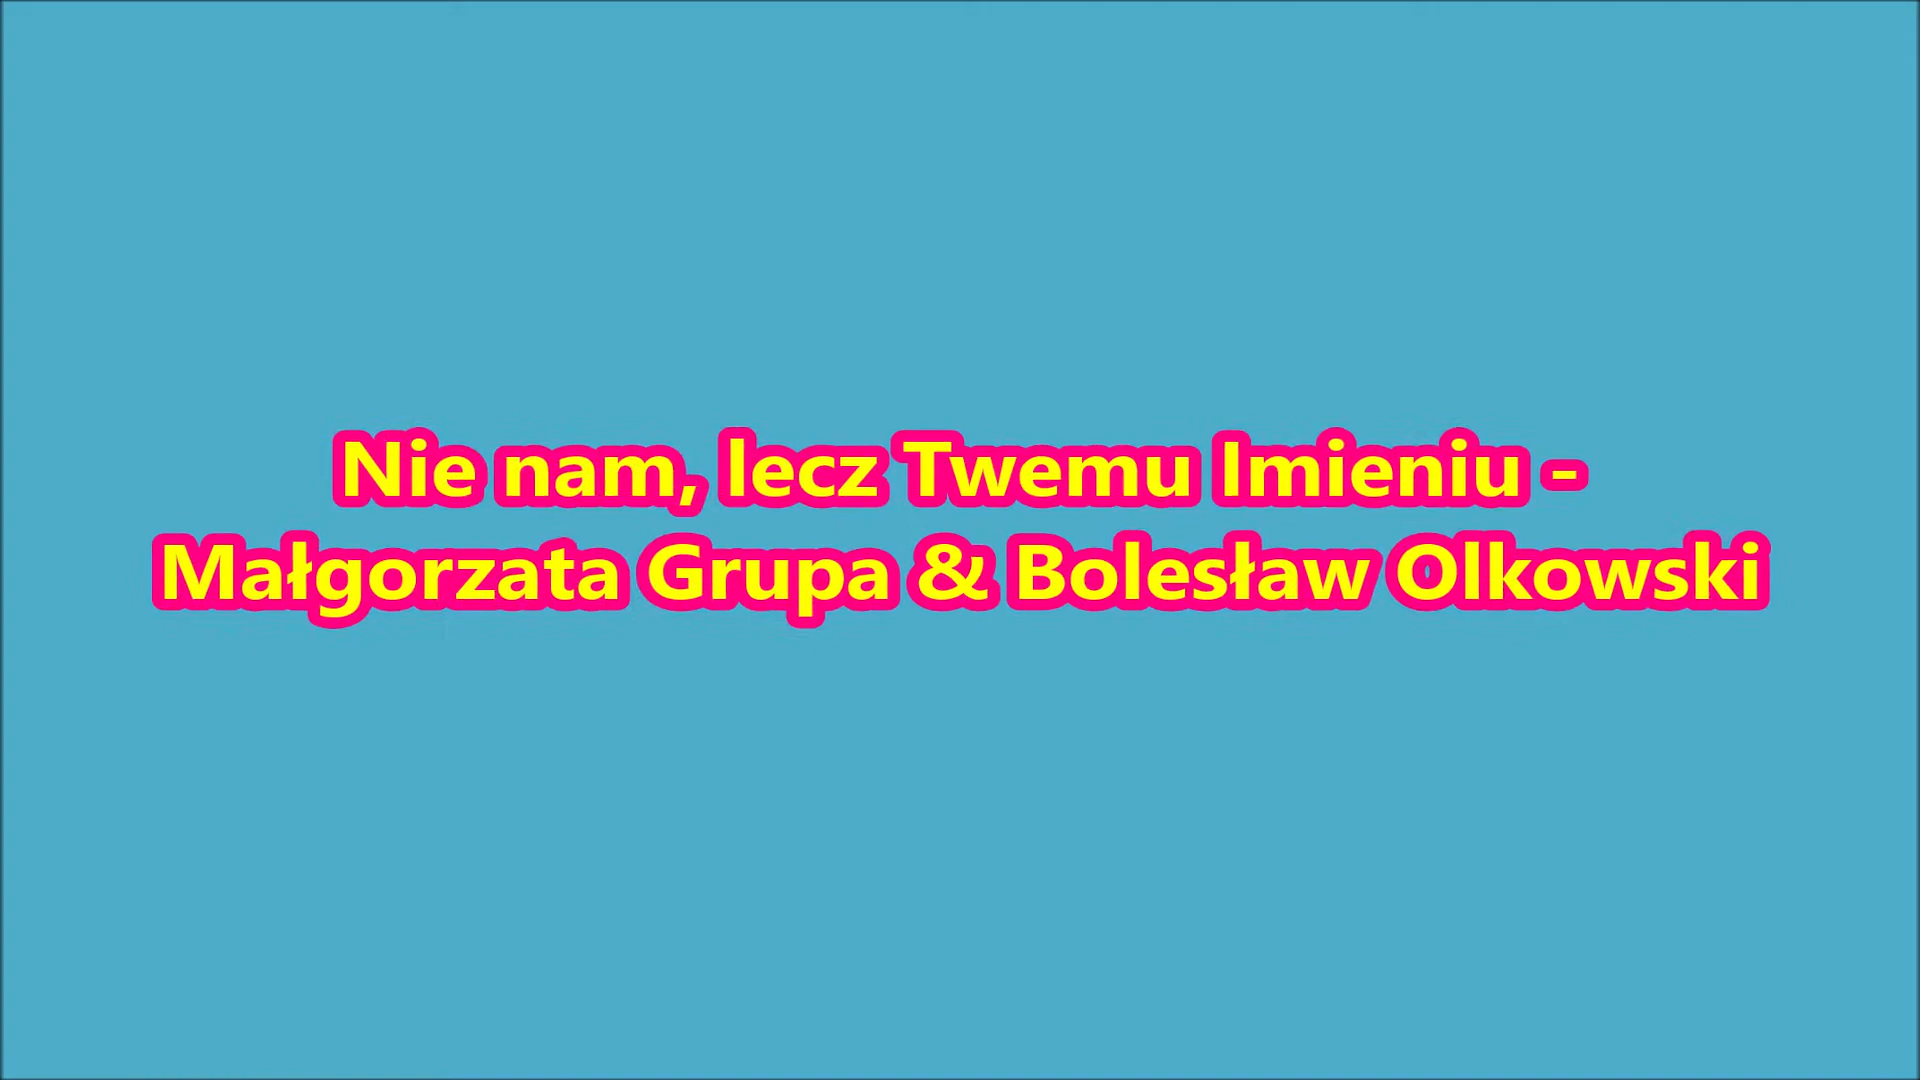 Nie nam, lecz Twemu Imieniu -
Małgorzata Grupa & Bolesław Olkowski